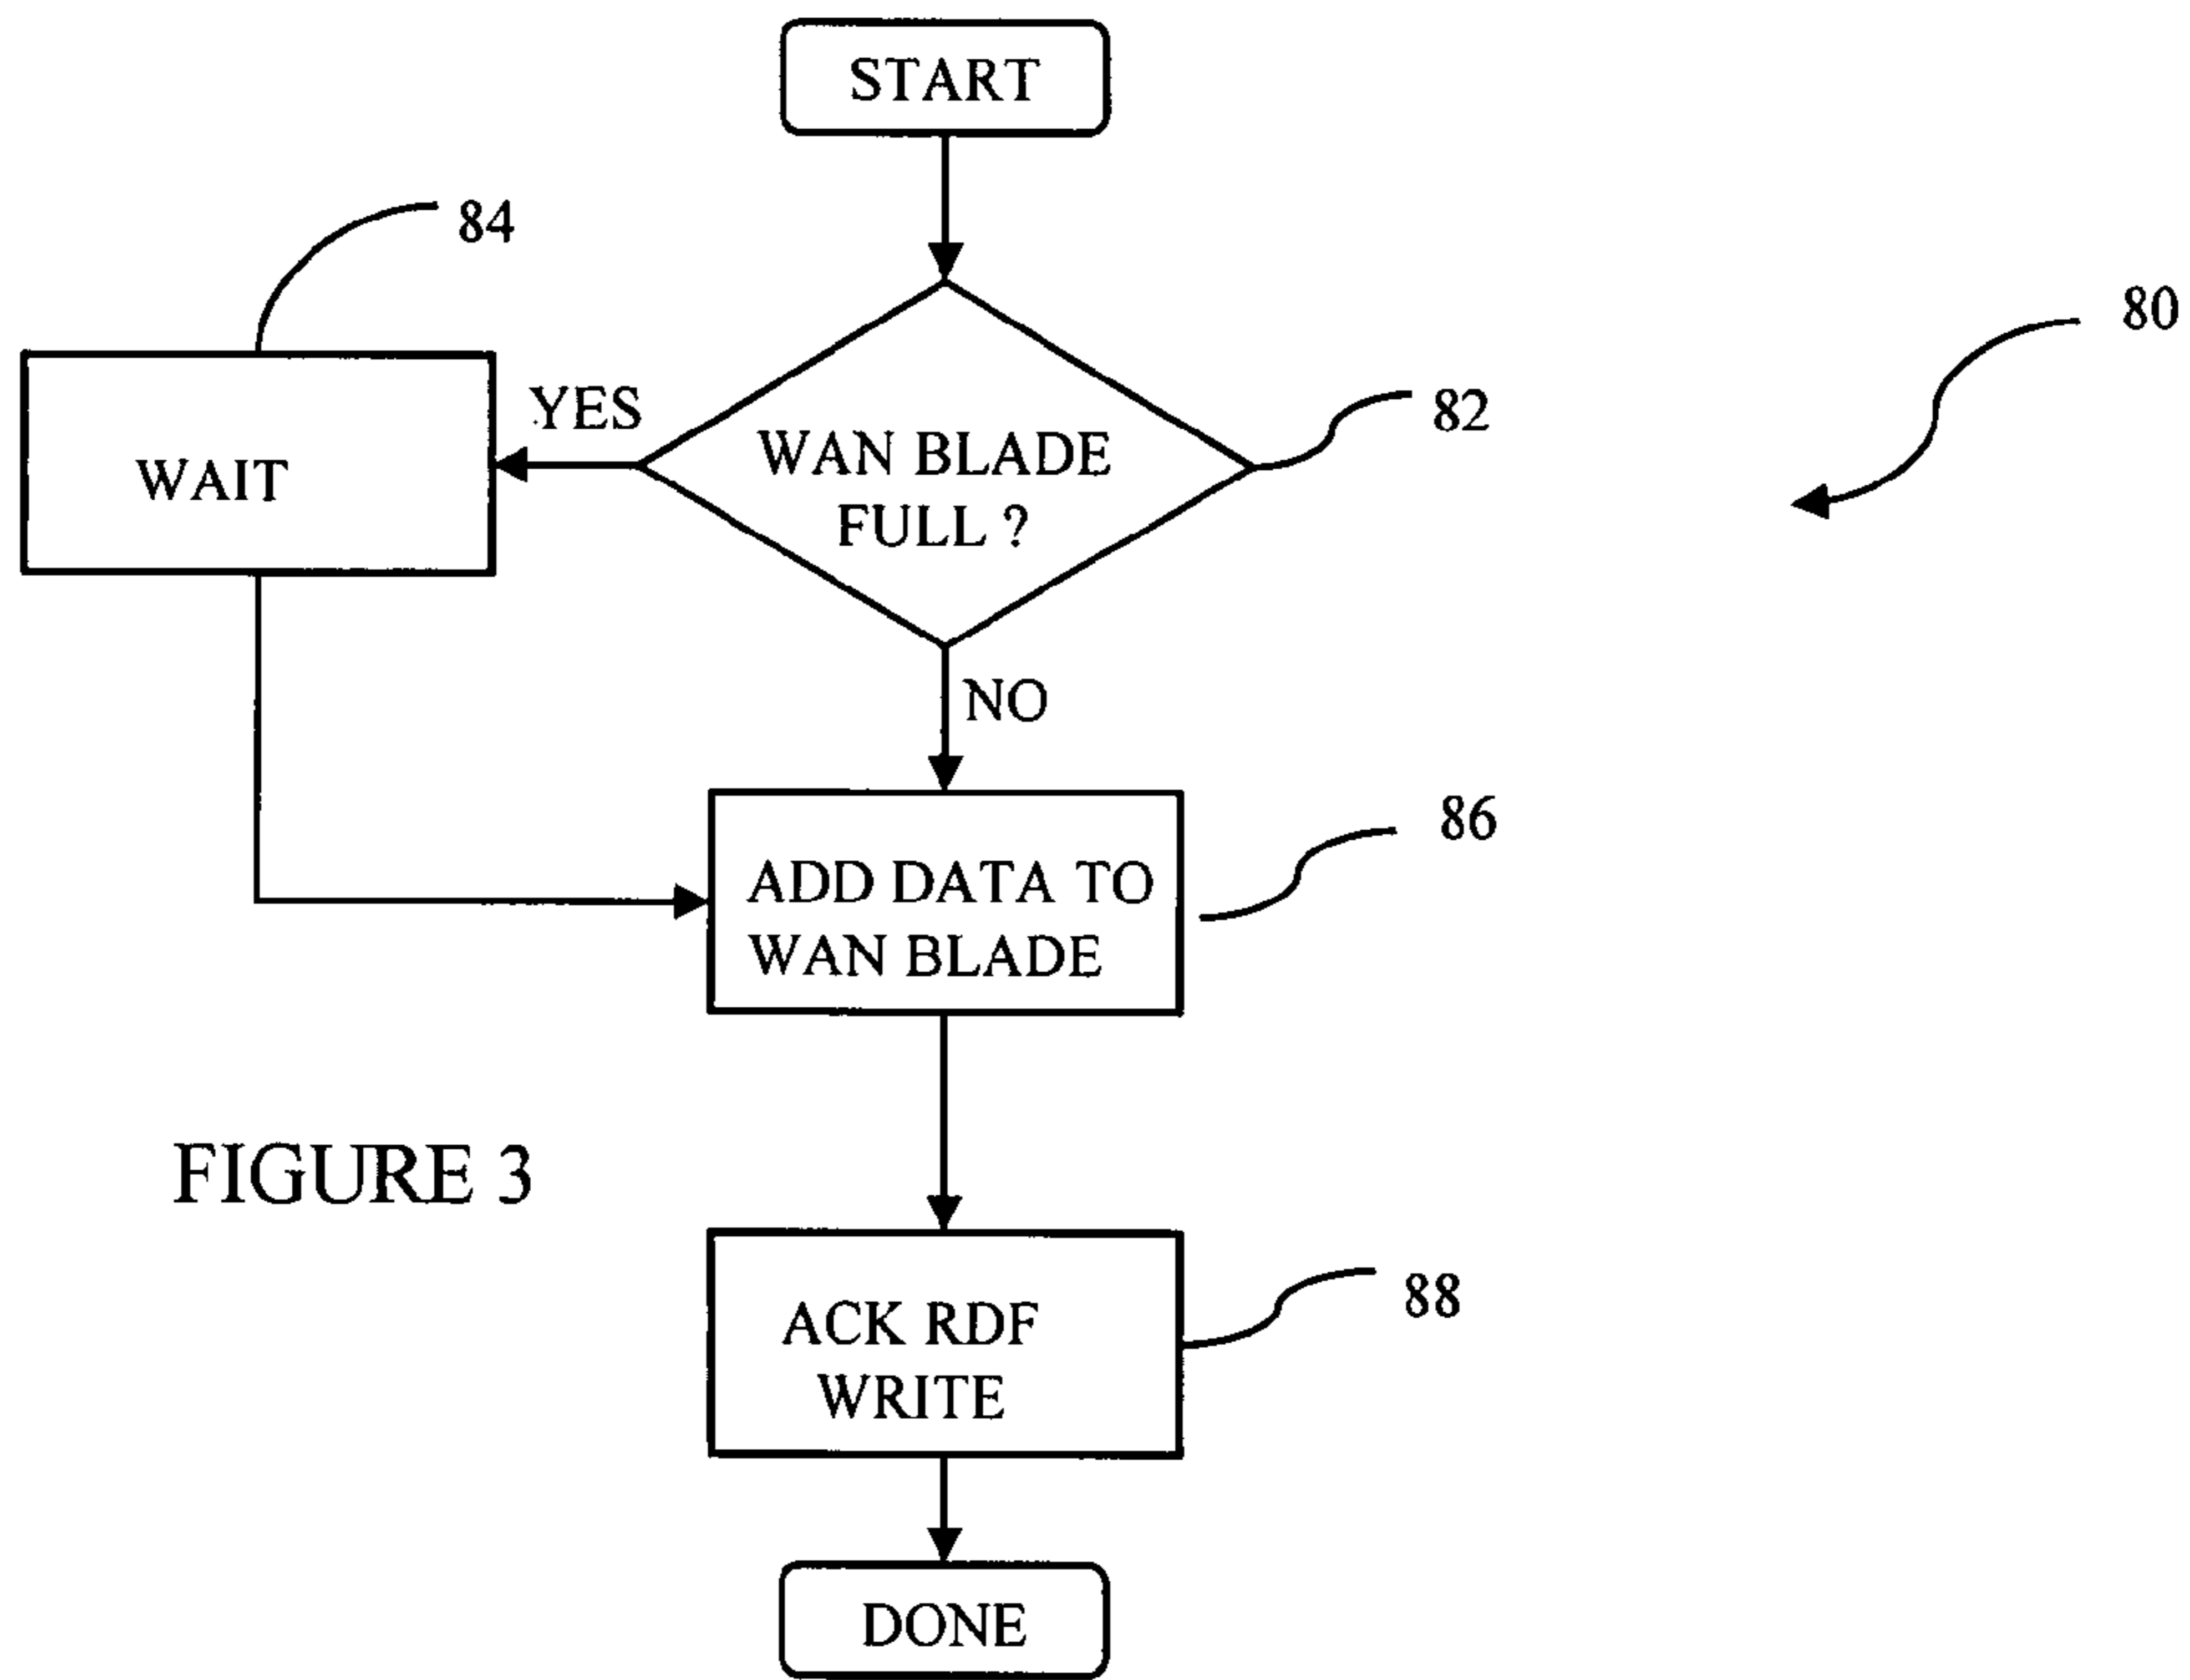 START
84
80
YES
82
WAN BLADE
FULL ?
WAIT
NO
86
ADD DATA TO
WAN BLADE
FIGURE 3
88
ACK RDF
WRITE
DONE